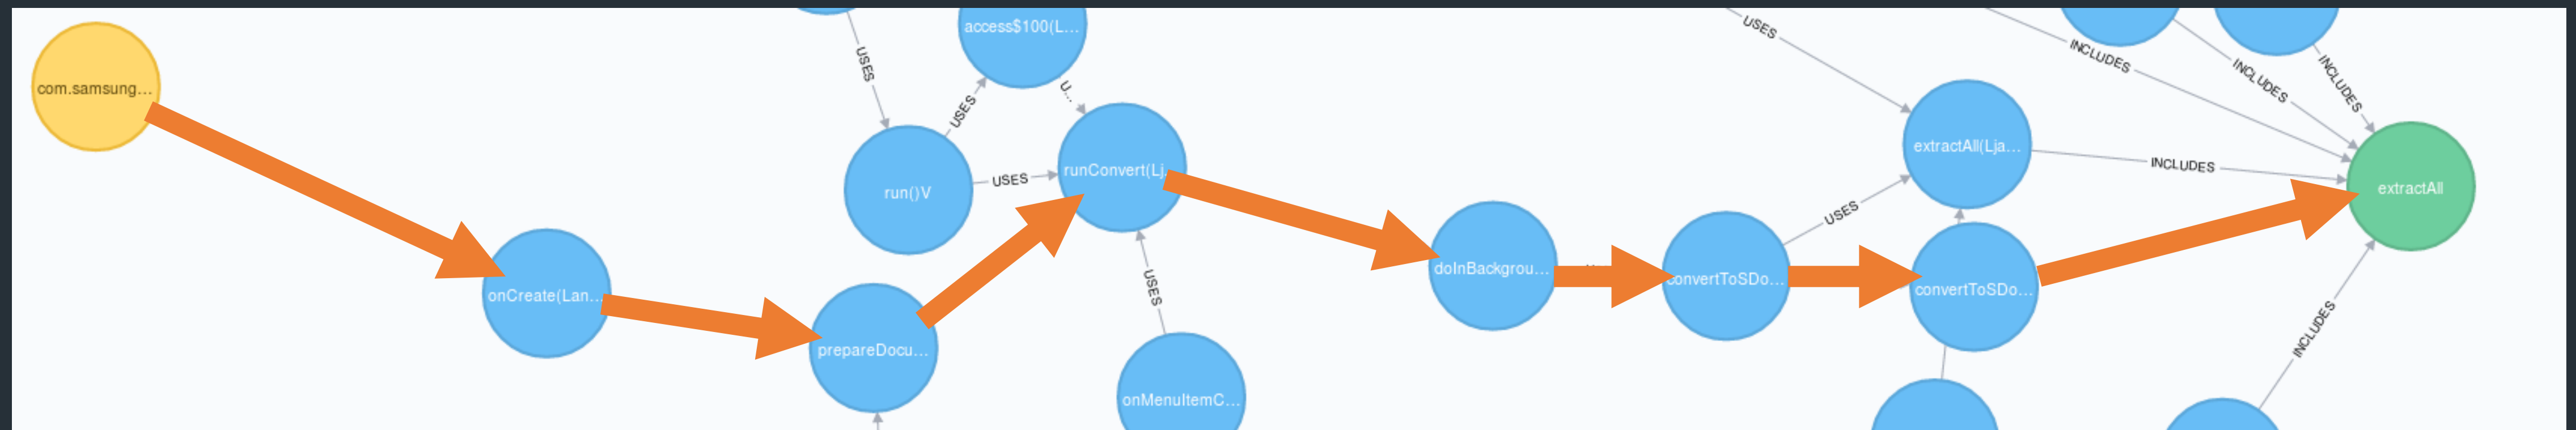 access$100(L...
USES
USES
INCLUDES
INCLUDES
INCLUDES
com.samsung...
USES
U...
extractAll(Lja...
runConvert(Lj
USES
INCLUDES
extractAll
run()V
USES
doInBackgrou...
convertToSDo...
convertToSDo...
onCreate(Lan...
USES
INCLUDES
prepareDocu...
onMenuItemC...